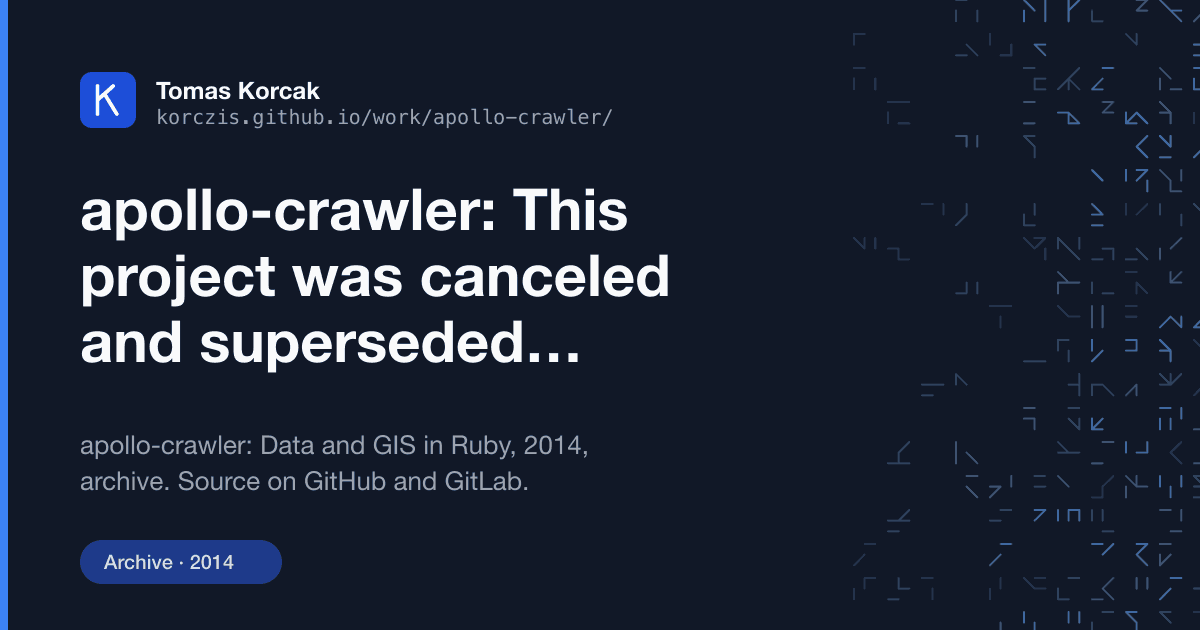 K
Tomas Korcak
korczis.github.io/work/apollo-crawler/
apollo-crawler: This
project was canceled
and superseded…
apollo-crawler: Data and GIS in Ruby, 2014,
archive. Source on GitHub and GitLab.
Archive · 2014